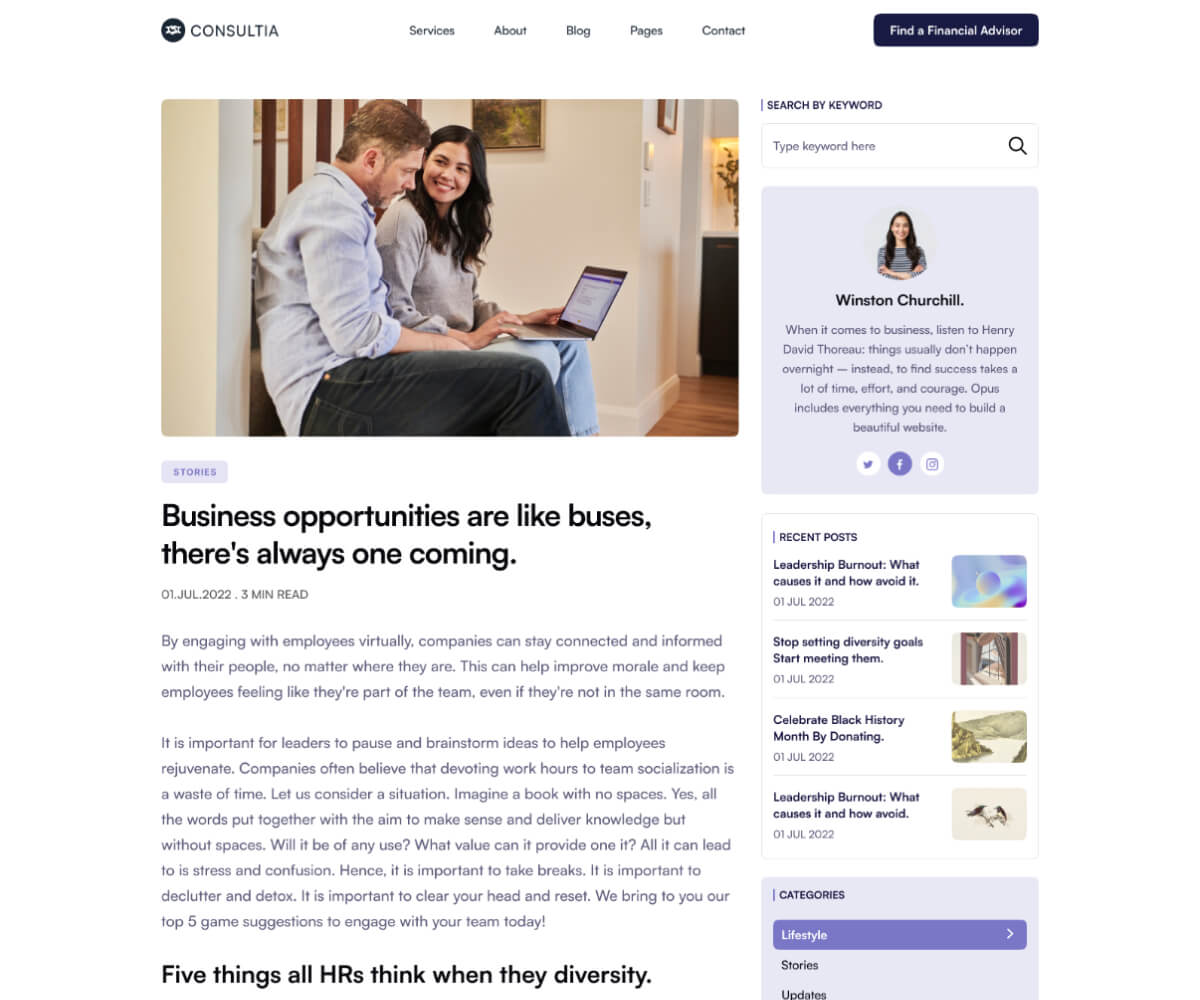 CONSULTIA
Services
About
Blog
Pages
Contact
Find a Financial Advisor
STORIES
Business opportunities are like buses,
there's always one coming.
01.JUL.2022 . 3 MIN READ
By engaging with employees virtually, companies can stay connected and informed
with their people, no matter where they are. This can help improve morale and keep
employees feeling like they're part of the team, even if they're not in the same room.
It is important for leaders to pause and brainstorm ideas to help employees
rejuvenate. Companies often believe that devoting work hours to team socialization is
a waste of time. Let us consider a situation. Imagine a book with no spaces. Yes, all
the words put together with the aim to make sense and deliver knowledge but
without spaces. Will it be of any use? What value can it provide one it? All it can lead
to is stress and confusion. Hence, it is important to take breaks. It is important to
declutter and detox. It is important to clear your head and reset. We bring to you our
top 5 game suggestions to engage with your team today!
Five things all HRs think when they diversity.
SEARCH BY KEYWORD
Type keyword here
Winston Churchill.
When it comes to business, listen to Henry
David Thoreau: things usually don't happen
overnight — instead, to find success takes a
lot of time, effort, and courage. Opus
includes everything you need to build a
beautiful website.
RECENT POSTS
Leadership Burnout: What
causes it and how avoid it.
01 JUL 2022
Stop setting diversity goals
Start meeting them.
01 JUL 2022
Celebrate Black History
Month By Donating.
01 JUL 2022
Leadership Burnout: What
causes it and how avoid.
01 JUL 2022
CATEGORIES
Lifestyle
Stories
Updates